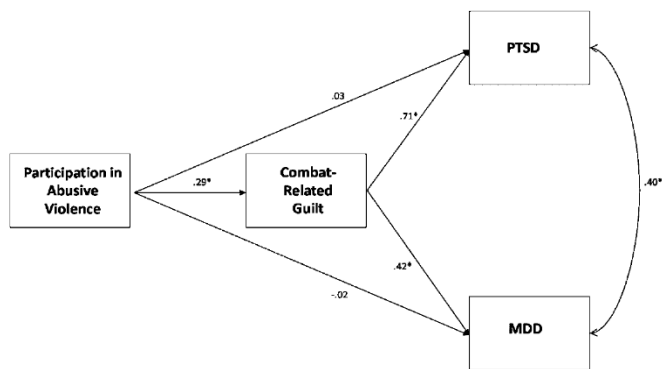 PTSD
.03
.71*
Participation in
Abusive
Violence
.29*
Combat-
Related
Guilt
.40*
.42*
-.02
MDD